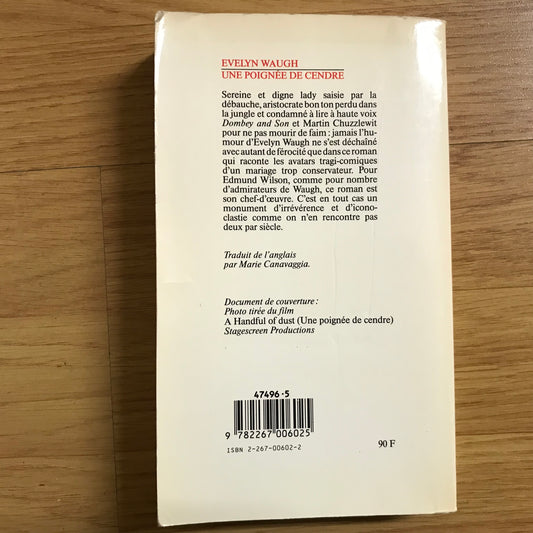 EVELYN WAUGH
UNE POIGNÉE DE CENDRE
Sereine et digne lady saisie par la
débauche, aristocrate bon ton perdu dans
la jungle et condamné à lire à haute voix
Dombey and Son et Martin Chuzzlewit
pour ne pas mourir de faim : jamais l'hu-
mour d'Evelyn Waugh ne s'est déchaîné
avec autant de férocité que dans ce roman
qui raconte les avatars tragi-comiques
d'un mariage trop conservateur. Pour
Edmund Wilson, comme pour nombre
d'admirateurs de Waugh, ce roman est
son chef-d'œuvre. C'est en tout cas un
monument d'irrévérence et d'icono-
clastie comme on n'en rencontre pas
deux par siècle.
Traduit de l'anglais
par Marie Canavaggia.
Document de couverture :
Photo tirée du film
A Handful of dust (Une poignée de cendre)
Stagescreen Productions
47496·5
9 782267 006025
ISBN 2-267-00602-2
90 F